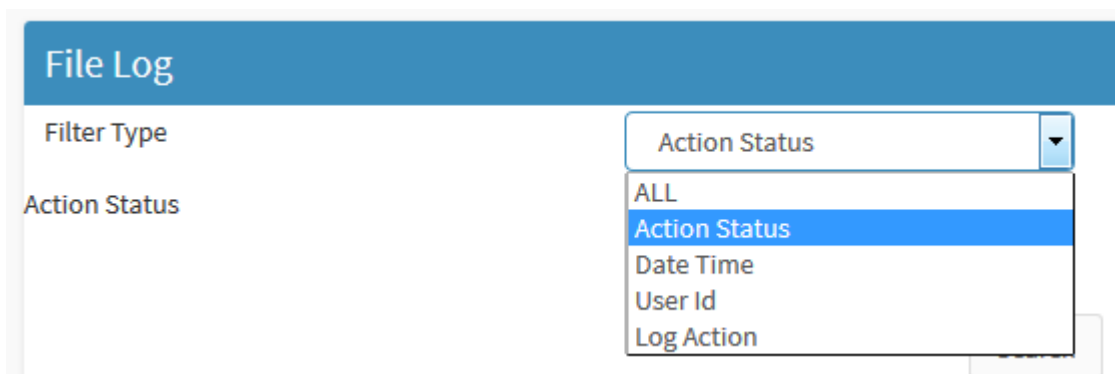 File Log
Filter Type
Action Status
Action Status
ALL
Action Status
Date Time
User Id
Log Action